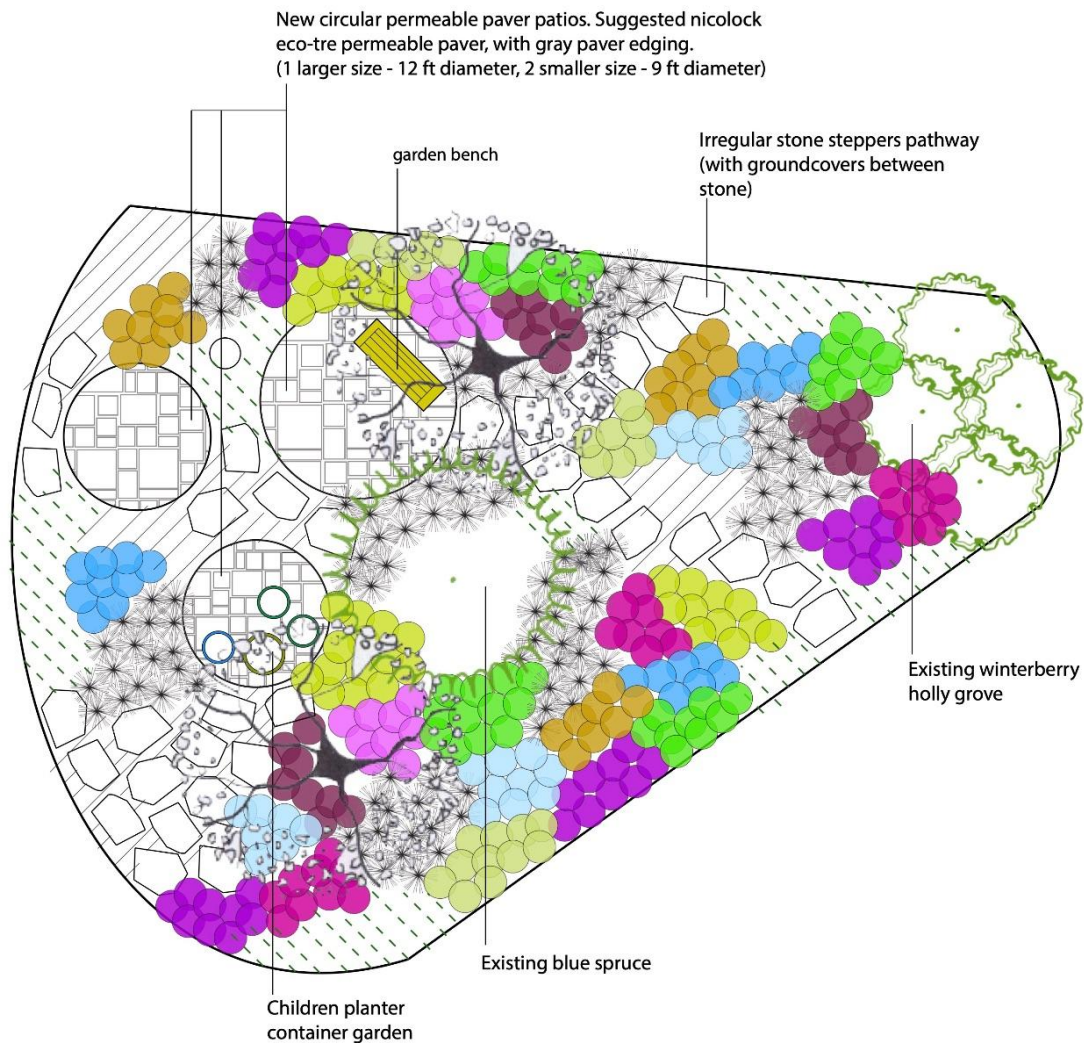 New circular permeable paver patios. Suggested nicolock
eco-tre permeable paver, with gray paver edging.
(1 larger size - 12 ft diameter, 2 smaller size - 9 ft diameter)
garden bench
Irregular stone steppers pathway
(with groundcovers between
stone)
Existing winterberry
holly grove
Existing blue spruce
Children planter
container garden